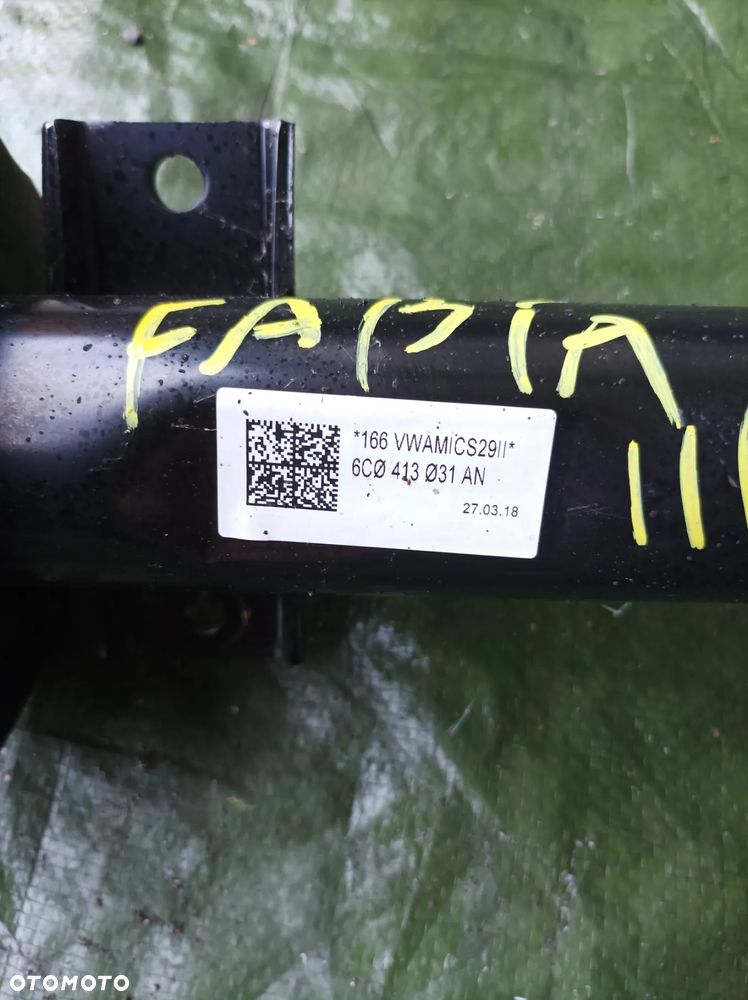 FABIA
III
*166 VWAMICS29II*
6CØ 413 Ø31 AN
27.03.18
OTOMOTO